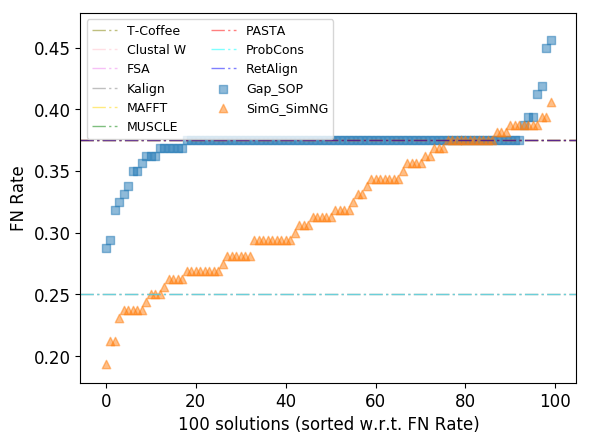 T-Coffee
Clustal W
FSA
Kalign
MAFFT
MUSCLE
PASTA
ProbCons
RetAlign
Gap_SOP
SimG_SimNG
FN Rate
0.45
0.40
0.35
0.30
0.25
0.20
0 20 40 60 80 100
100 solutions (sorted w.r.t. FN Rate)